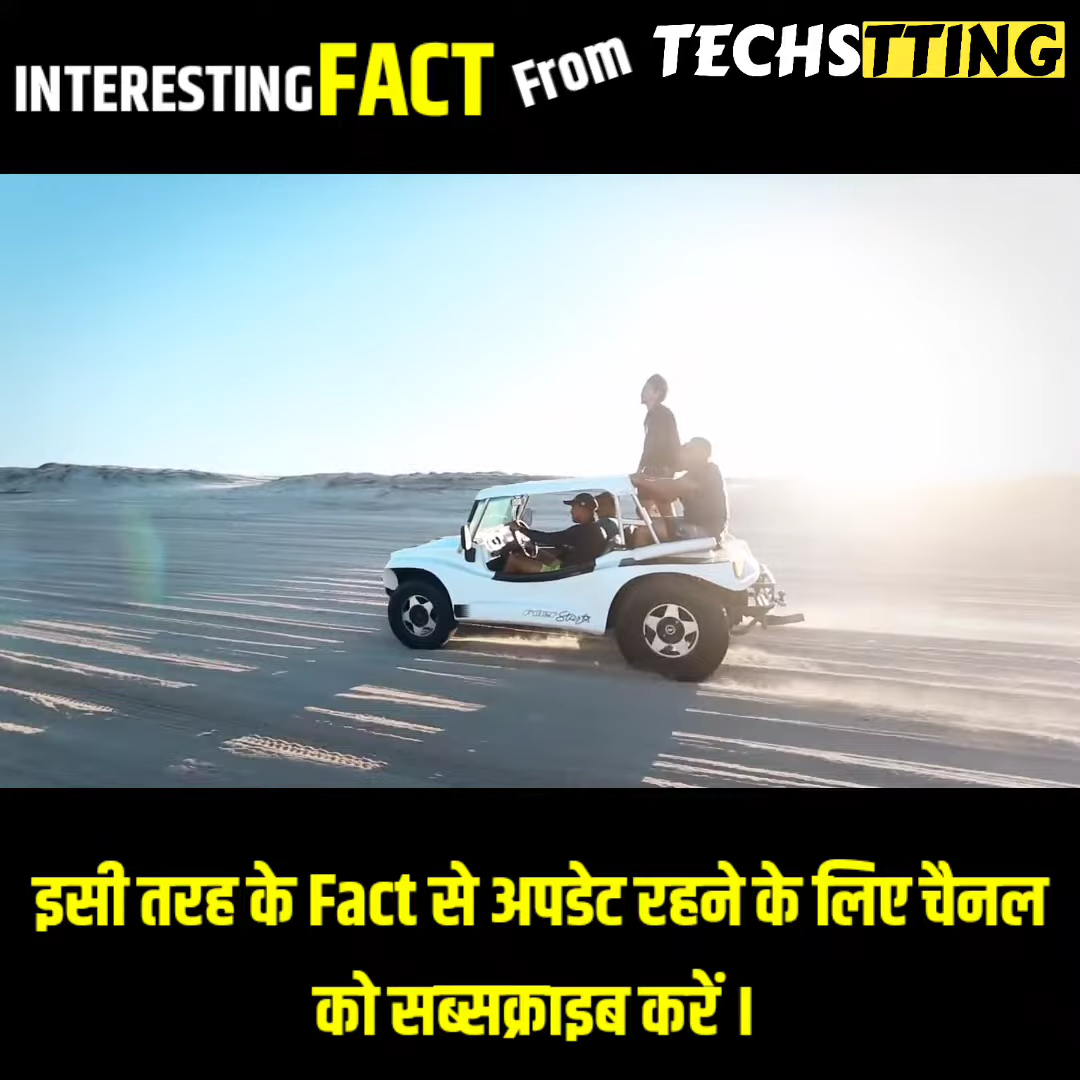 INTERESTING FACT From TECHSTTING
इसी तरह के Fact से अपडेट रहने के लिए चैनल
को सब्सक्राइब करें ।